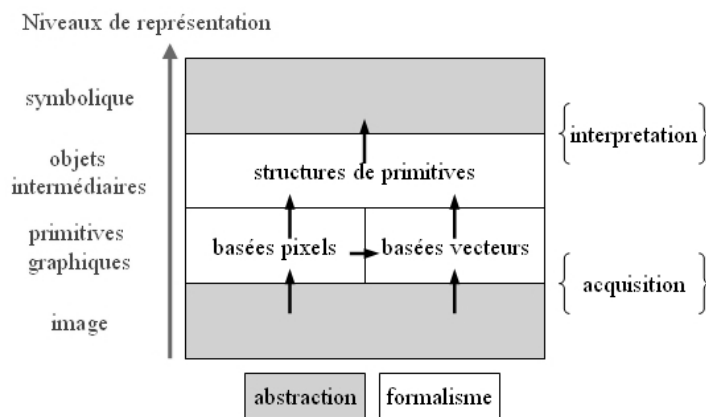 Niveaux de représentation
symbolique
interpretation
objets
intermédiaires
structures de primitives
primitives
graphiques
basées pixels
basées vecteurs
acquisition
image
abstraction
formalisme